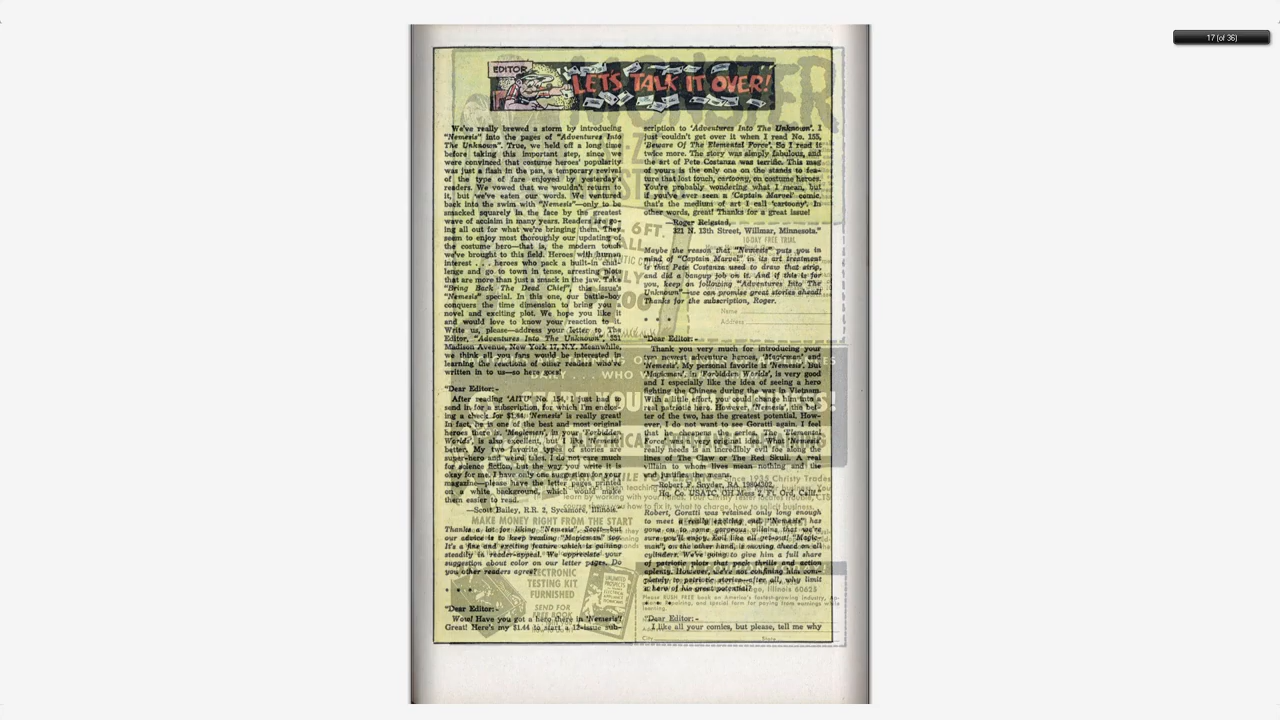 17 (of 36)
EDITOR
LET'S TALK IT OVER!
We've really brewed a storm by introducing
"Nemesis" into the pages of "Adventures Into
The Unknown". True, we held off a long time
before taking this important step, since we
were convinced that costume heroes' popularity
was just a flash in the pan, a temporary revival
of the type of fare enjoyed by yesterday's
readers. We vowed that we wouldn't return to
it, but we've eaten our words. We ventured
back into the swim with "Nemesis"—only to be
smacked squarely in the face by the greatest
wave of acclaim in many years. Readers are go-
ing all out for what we're bringing them. They
seem to enjoy most thoroughly our updating of
the costume hero—that is, the modern touch
we've brought to this field. Heroes with human
interest . . . heroes who pack a built-in chal-
lenge and go to town in tense, arresting plots
that are more than just a smack in the jaw. Take
"Bring Back The Dead Chief", this issue's
"Nemesis" special. In this one, our battle-boy
conquers the time dimension to bring you a
novel and exciting plot. We hope you like it
and would love to know your reaction to it.
Write us, please—address your letter to The
Editor, "Adventures Into The Unknown", 331
Madison Avenue, New York 17, N.Y. Meanwhile,
we think all you fans would be interested in
learning the reactions of other readers who've
written in to us—so here goes!
"Dear Editor:-
After reading 'AITU' No. 154, I just had to
send in for a subscription, for which I'm enclos-
ing a check for $1.44. 'Nemesis' is really great!
In fact, he is one of the best and most original
heroes there is. 'Magicman', in your 'Forbidden
Worlds', is also excellent, but I like 'Nemesis'
better. My two favorite types of stories are
super-hero and weird tales. I do not care much
for science fiction, but the way you write it is
okay for me. I have only one suggestion for your
magazine—please have the letter pages printed
on a white background, which would make
them easier to read.
—Scott Bailey, R.R. 2, Sycamore, Illinois."
Thanks a lot for liking "Nemesis", Scott—but
our advice is to keep reading "Magicman" too.
It's a fine and exciting feature which is gaining
steadily in reader-appeal. We appreciate your
suggestion about color on our letter pages. Do
you other readers agree?
* * *
"Dear Editor:-
Wow! Have you got a hero there in 'Nemesis'!
Great! Here's my $1.44 to start a 12-issue sub-
scription to 'Adventures Into The Unknown'. I
just couldn't get over it when I read No. 155,
'Beware Of The Elemental Force'. So I read it
twice more. The story was simply fabulous, and
the art of Pete Costanza was terrific. This mag
of yours is the only one on the stands to fea-
ture that lost touch, cartoony, on costume heroes.
You're probably wondering what I mean, but
if you've ever seen a 'Captain Marvel' comic,
that's the medium of art I call 'cartoony'. In
other words, great! Thanks for a great issue!
—Roger Reigstad,
321 N. 13th Street, Willmar, Minnesota."
Maybe the reason that "Nemesis" puts you in
mind of "Captain Marvel" in its art treatment
is that Pete Costanza used to draw that strip,
and did a bangup job on it. And if this is for
you, keep on following "Adventures Into The
Unknown"—we can promise great stories ahead!
Thanks for the subscription, Roger.
* * *
"Dear Editor:-
Thank you very much for introducing your
two newest adventure heroes, 'Magicman' and
'Nemesis'. My personal favorite is 'Nemesis'. But
'Magicman', in 'Forbidden Worlds', is very good
and I especially like the idea of seeing a hero
fighting the Chinese during the war in Vietnam.
With a little effort, you could change him into a
real patriotic hero. However, 'Nemesis', the bet-
ter of the two, has the greatest potential. How-
ever, I do not want to see Goratti again. I feel
that he cheapens the series. The 'Elemental
Force' was a very original idea. What 'Nemesis'
really needs is an incredibly evil foe along the
lines of The Claw or The Red Skull. A real
villain to whom lives mean nothing and the
end justifies the means.
—Robert F. Snyder, RA
Hq. Co. USATC, OH Mess 2, Ft. Ord, Calif."
Robert, Goratti was retained only long enough
to meet a really exciting end. "Nemesis" has
gone on to some gorgeous villains that we're
sure you'll enjoy. Evil like all get-out! "Magic-
man", on the other hand, is moving ahead on all
cylinders. We're going to give him a full share
of patriotic plots that pack thrills and action
aplenty. However, we're not confining him com-
pletely to patriotic stories—after all, why limit
a hero of his great potential?
"Dear Editor:-
I like all your comics, but please, tell me why